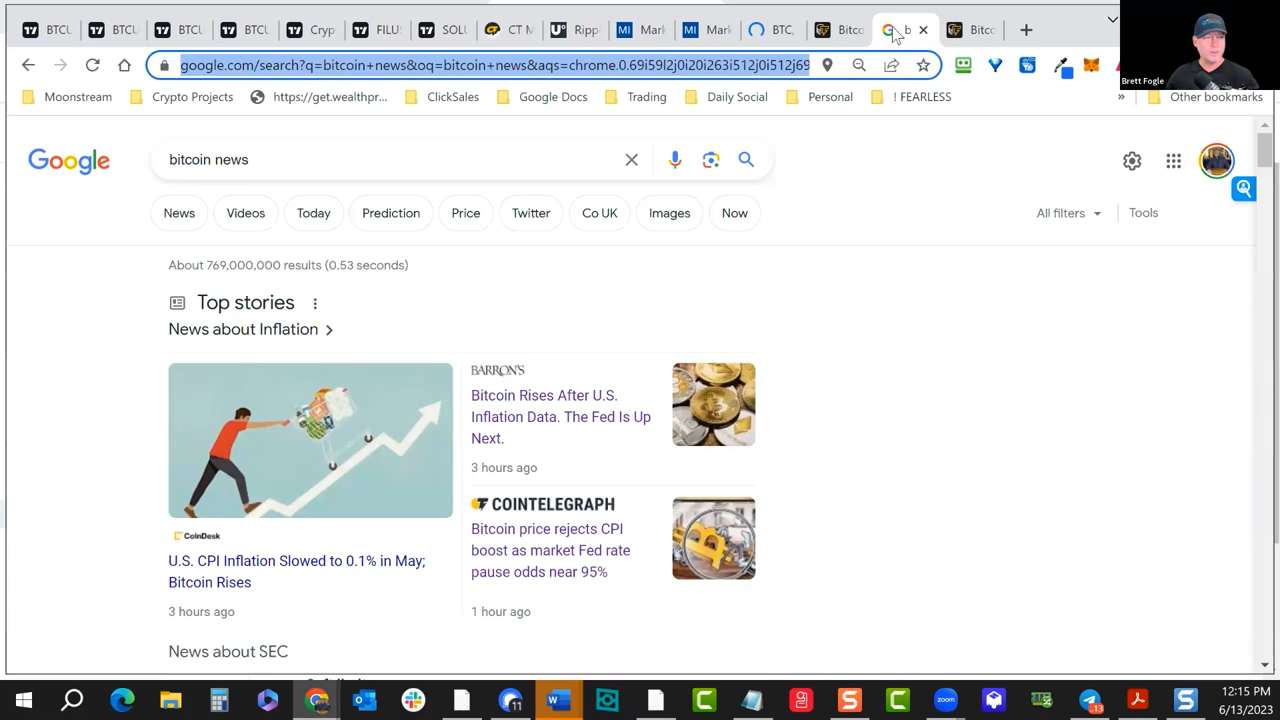 BTCU
BTCU
BTCU
BTCU
Cryp
FILUS
SOLU
CT M
Ripp
Mark
Mark
BTC,
Bitco
b
Bitco
google.com/search?q=bitcoin+news&oq=bitcoin+news&aqs=chrome.0.69i59l2j0i20i263i512j0i512j69
Brett Fogle
Moonstream
Crypto Projects
https://get.wealthpr...
ClickSales
Google Docs
Trading
Daily Social
Personal
! FEARLESS
»
Other bookmarks
Google
bitcoin news
News
Videos
Today
Prediction
Price
Twitter
Co UK
Images
Now
All filters
Tools
About 769,000,000 results (0.53 seconds)
Top stories
News about Inflation
CoinDesk
U.S. CPI Inflation Slowed to 0.1% in May;
Bitcoin Rises
3 hours ago
BARRON'S
Bitcoin Rises After U.S.
Inflation Data. The Fed Is Up
Next.
3 hours ago
COINTELEGRAPH
Bitcoin price rejects CPI
boost as market Fed rate
pause odds near 95%
1 hour ago
News about SEC
11
zoom
13
12:15 PM
6/13/2023